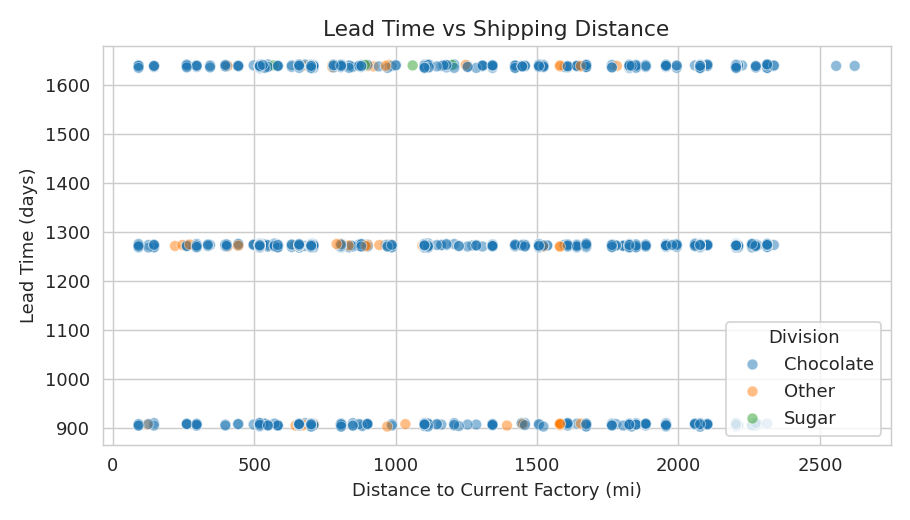 Lead Time vs Shipping Distance
Lead Time (days)
1600
1500
1400
1300
1200
1100
1000
900
Division
Chocolate
Other
Sugar
0 500 1000 1500 2000 2500
Distance to Current Factory (mi)